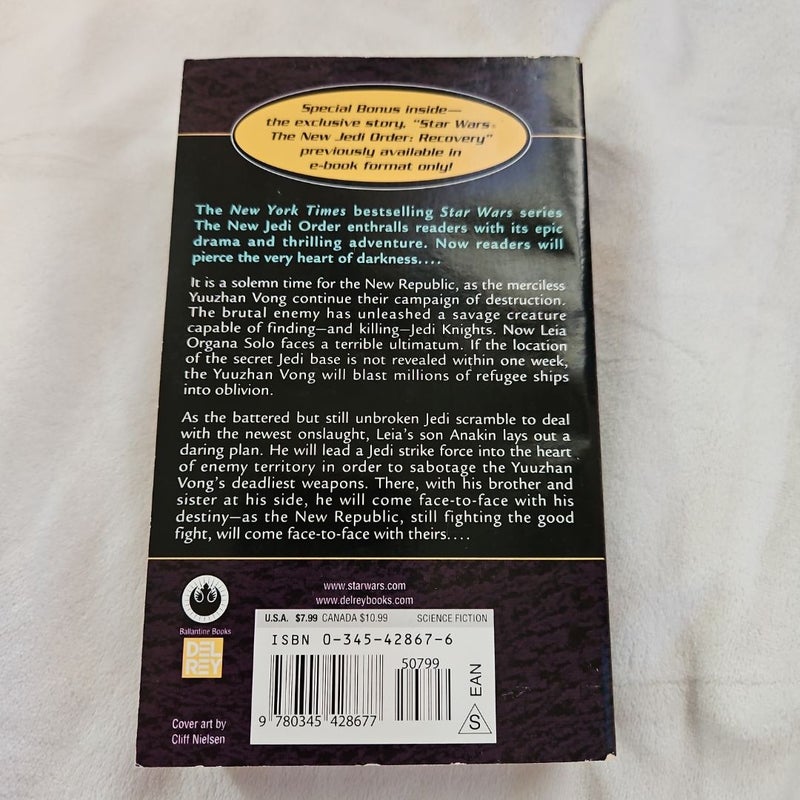 Special Bonus inside—
the exclusive story, "Star Wars:
The New Jedi Order: Recovery"
previously available in
e-book format only!
The New York Times bestselling Star Wars series
The New Jedi Order enthralls readers with its epic
drama and thrilling adventure. Now readers will
pierce the very heart of darkness....
It is a solemn time for the New Republic, as the merciless
Yuuzhan Vong continue their campaign of destruction.
The brutal enemy has unleashed a savage creature
capable of finding—and killing—Jedi Knights. Now Leia
Organa Solo faces a terrible ultimatum. If the location
of the secret Jedi base is not revealed within one week,
the Yuuzhan Vong will blast millions of refugee ships
into oblivion.
As the battered but still unbroken Jedi scramble to deal
with the newest onslaught, Leia's son Anakin lays out a
daring plan. He will lead a Jedi strike force into the heart
of enemy territory in order to sabotage the Yuuzhan
Vong's deadliest weapons. There, with his brother and
sister at his side, he will come face-to-face with his
destiny—as the New Republic, still fighting the good
fight, will come face-to-face with theirs....
www.starwars.com
www.delreybooks.com
Ballantine Books
DEL
REY
Cover art by
Cliff Nielsen
U.S.A. $7.99 CANADA $10.99 SCIENCE FICTION
ISBN 0-345-42867-6
50799
9 780345 428677
EAN
S